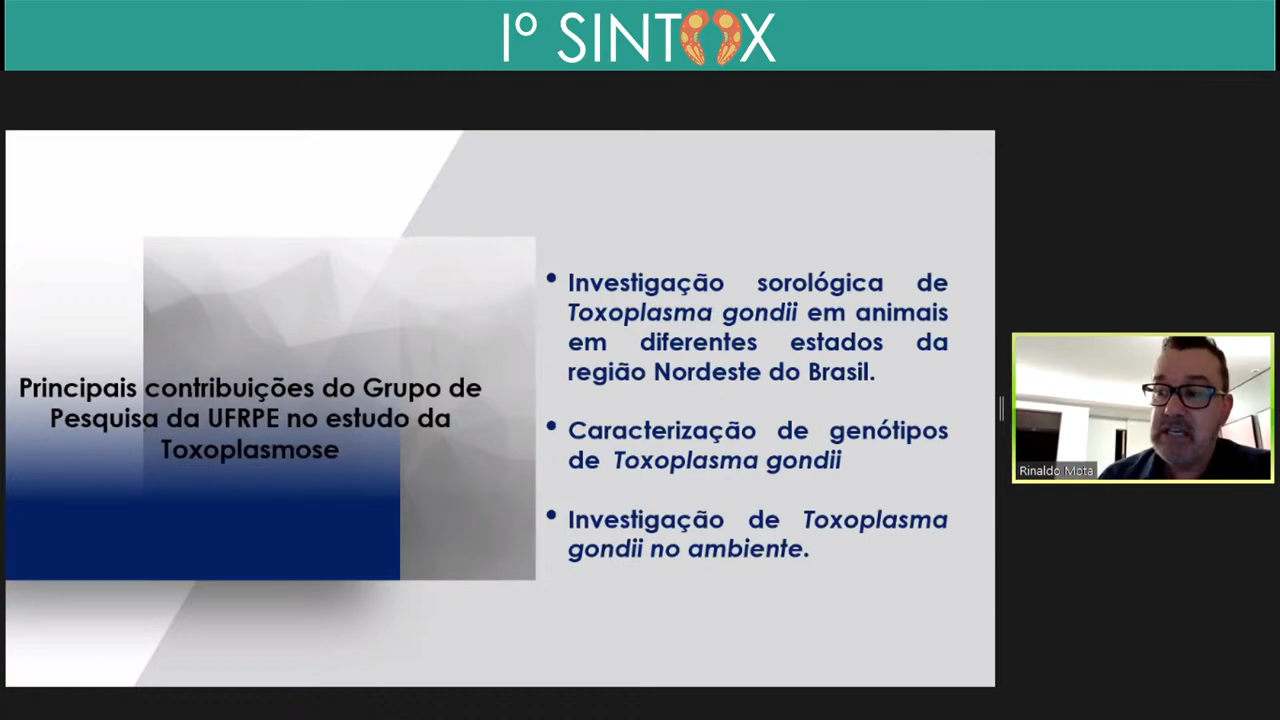 Iº SINTOX
Principais contribuições do Grupo de
Pesquisa da UFRPE no estudo da
Toxoplasmose
• Investigação sorológica de
Toxoplasma gondii em animais
em diferentes estados da
região Nordeste do Brasil.
• Caracterização de genótipos
de Toxoplasma gondii
• Investigação de Toxoplasma
gondii no ambiente.
Rinaldo Mota